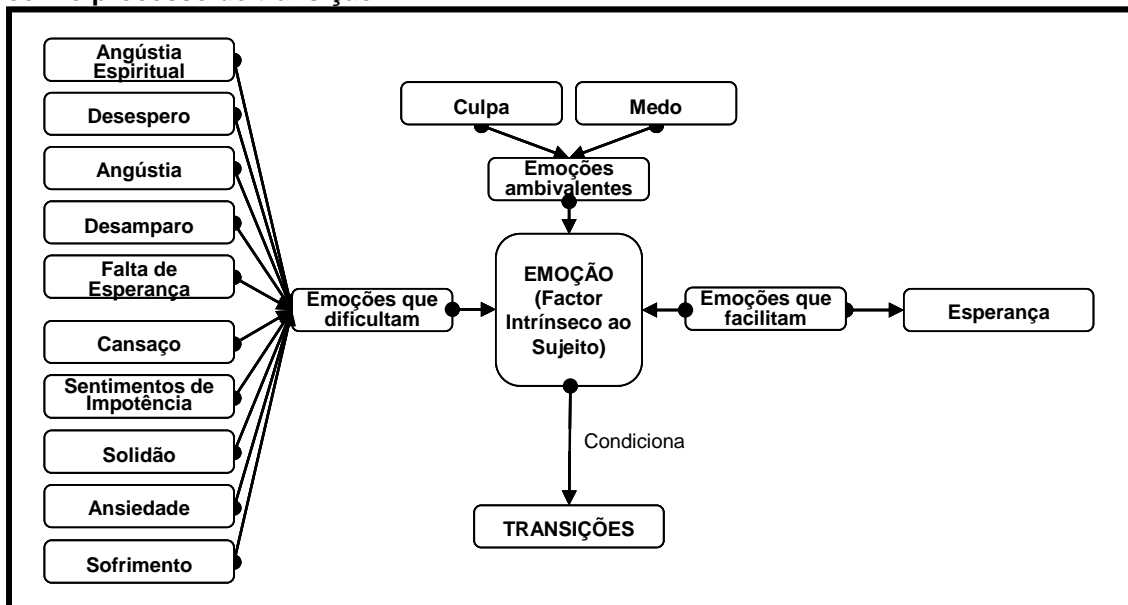 Angústia
Espiritual
Desespero
Angústia
Desamparo
Falta de
Esperança
Cansaço
Sentimentos de
Impotência
Solidão
Ansiedade
Sofrimento
Culpa
Medo
Emoções
ambivalentes
Emoções que
dificultam
EMOÇÃO
(Factor
Intrínseco ao
Sujeito)
Emoções que
facilitam
Esperança
Condiciona
TRANSIÇÕES